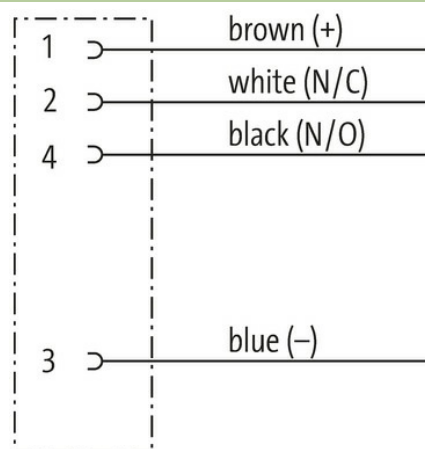 1 brown (+)
2 white (N/C)
4 black (N/O)
3 blue (–)